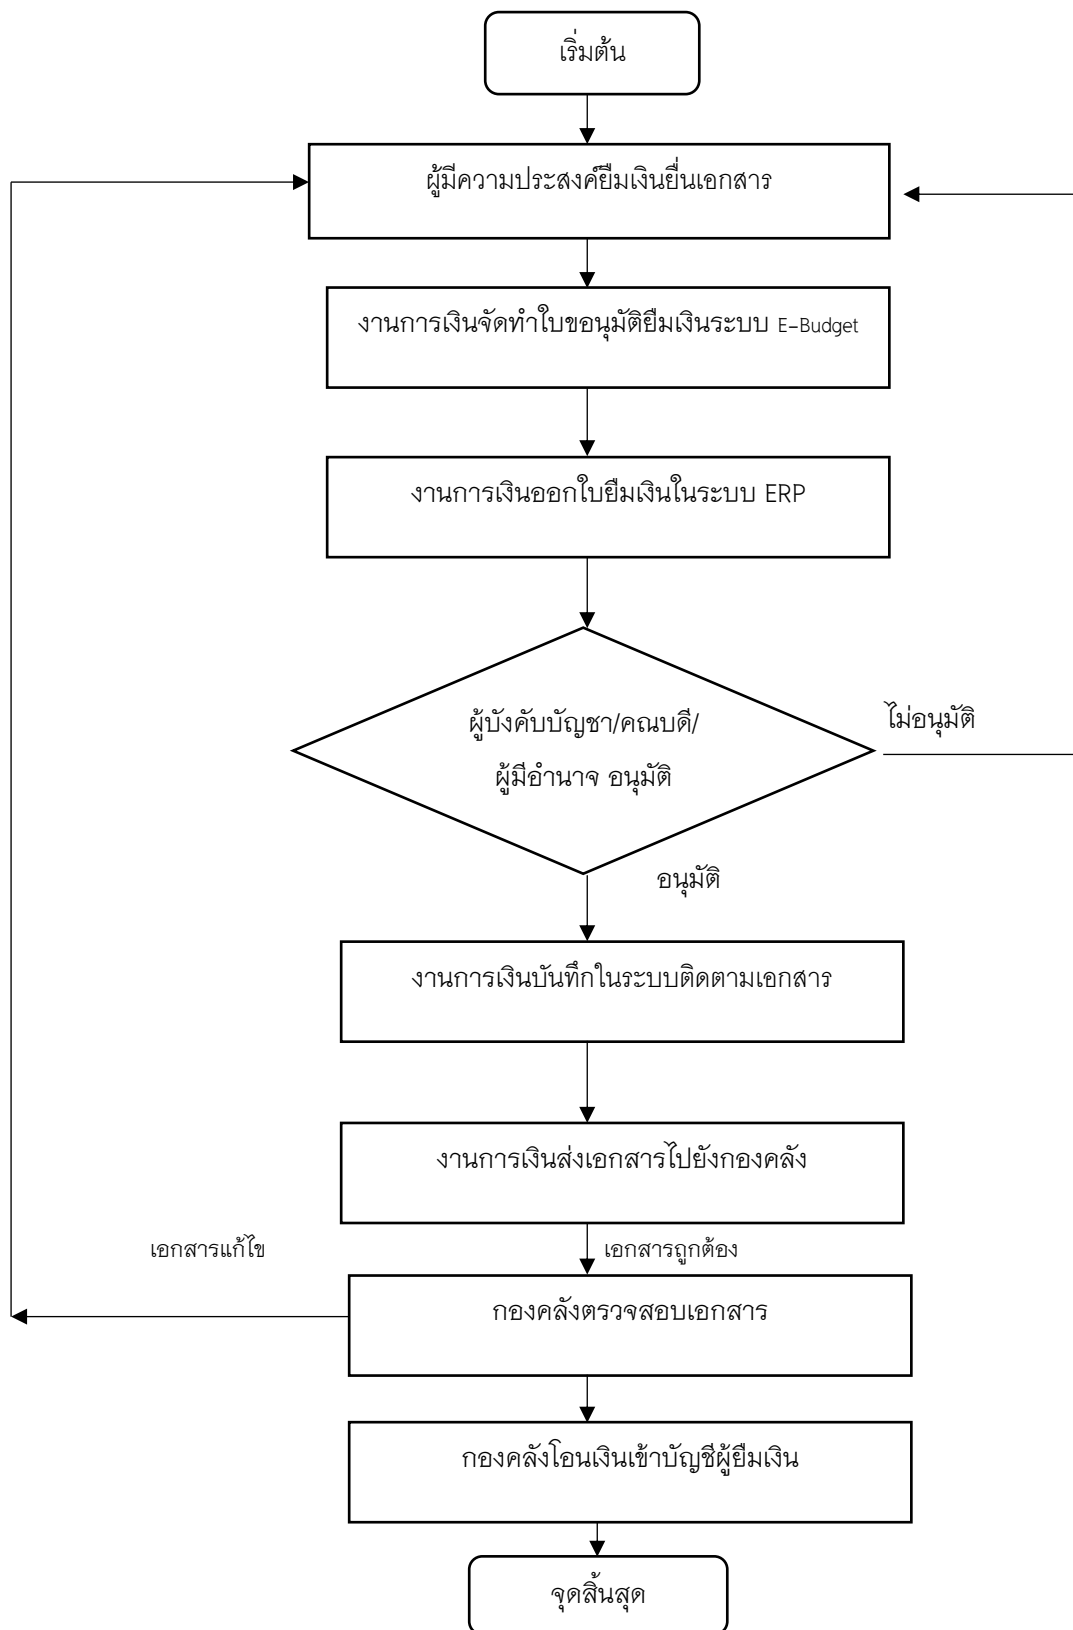 เริ่มต้น
ผู้มีความประสงค์ยืมเงินยื่นเอกสาร
งานการเงินจัดทำใบขออนุมัติยืมเงินระบบ E-Budget
งานการเงินออกใบยืมเงินในระบบ ERP
ผู้บังคับบัญชา/คณบดี/
ผู้มีอำนาจ อนุมัติ
ไม่อนุมัติ
อนุมัติ
งานการเงินบันทึกในระบบติดตามเอกสาร
งานการเงินส่งเอกสารไปยังกองคลัง
เอกสารแก้ไข
เอกสารถูกต้อง
กองคลังตรวจสอบเอกสาร
กองคลังโอนเงินเข้าบัญชีผู้ยืมเงิน
จุดสิ้นสุด